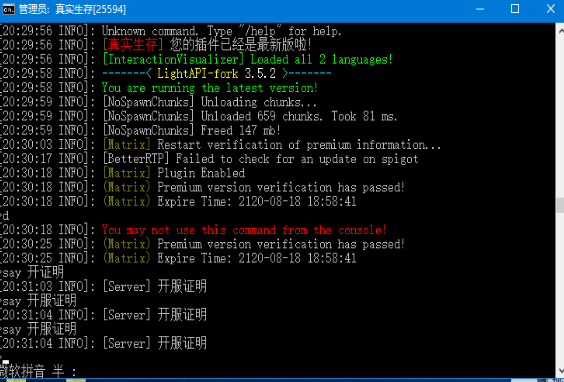 管理员: 真实生存[25594]
[20:29:56 INFO]: Unknown command. Type "/help" for help.
[20:29:56 INFO]: [真实生存] 您的插件已经是最新版啦!
[20:29:56 INFO]: [InteractionVisualizer] Loaded all 2 languages!
[20:29:58 INFO]: -------< LightAPI-fork 3.5.2 >-------
[20:29:58 INFO]: You are running the latest version!
[20:29:59 INFO]: [NoSpawnChunks] Unloading chunks...
[20:29:59 INFO]: [NoSpawnChunks] Unloaded 659 chunks. Took 81 ms.
[20:29:59 INFO]: [NoSpawnChunks] Freed 147 mb!
[20:30:03 INFO]: [Matrix] Restart verification of premium information...
[20:30:17 INFO]: [BetterRTP] Failed to check for an update on spigot
[20:30:18 INFO]: [Matrix] Plugin Enabled
[20:30:18 INFO]: (Matrix) Premium version verification has passed!
[20:30:18 INFO]: (Matrix) Expire Time: 2120-08-18 18:58:41
>d
[20:30:18 INFO]: You may not use this command from the console!
[20:30:25 INFO]: (Matrix) Premium version verification has passed!
[20:30:25 INFO]: (Matrix) Expire Time: 2120-08-18 18:58:41
>say 开证明
[20:31:03 INFO]: [Server] 开服证明
>say 开服证明
[20:31:04 INFO]: [Server] 开服证明
>say 开服证明
[20:31:04 INFO]: [Server] 开服证明
>
微软拼音 半 :